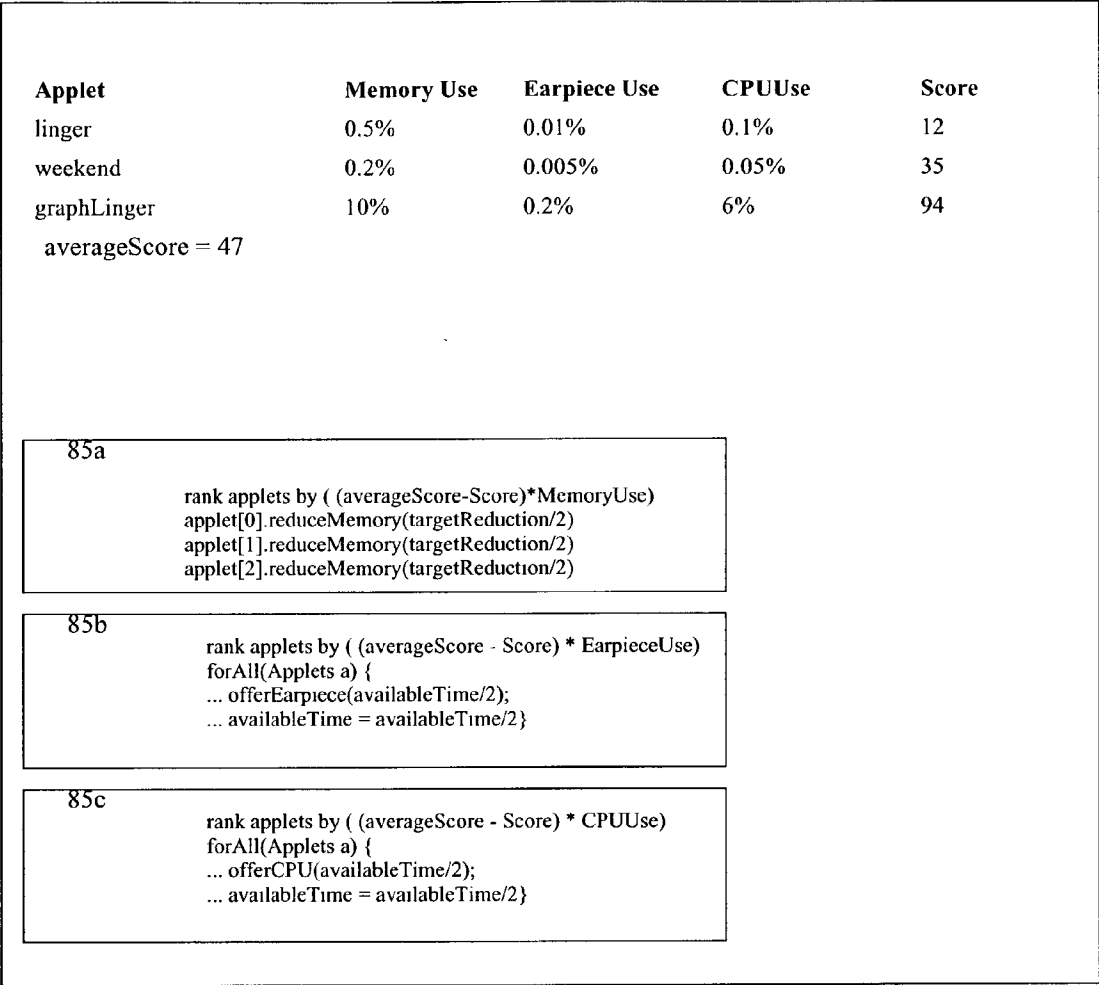 Applet Memory Use Earpiece Use CPUUse Score
linger 0.5% 0.01% 0.1% 12
weekend 0.2% 0.005% 0.05% 35
graphLinger 10% 0.2% 6% 94
averageScore = 47
85a
rank applets by ( (averageScore-Score)*MemoryUse)
applet[0].reduceMemory(targetReduction/2)
applet[1].reduceMemory(targetReduction/2)
applet[2].reduceMemory(targetReduction/2)
85b
rank applets by ( (averageScore - Score) * EarpieceUse)
forAll(Applets a) {
... offerEarpiece(availableTime/2);
... availableTime = availableTime/2}
85c
rank applets by ( (averageScore - Score) * CPUUse)
forAll(Applets a) {
... offerCPU(availableTime/2);
... availableTime = availableTime/2}